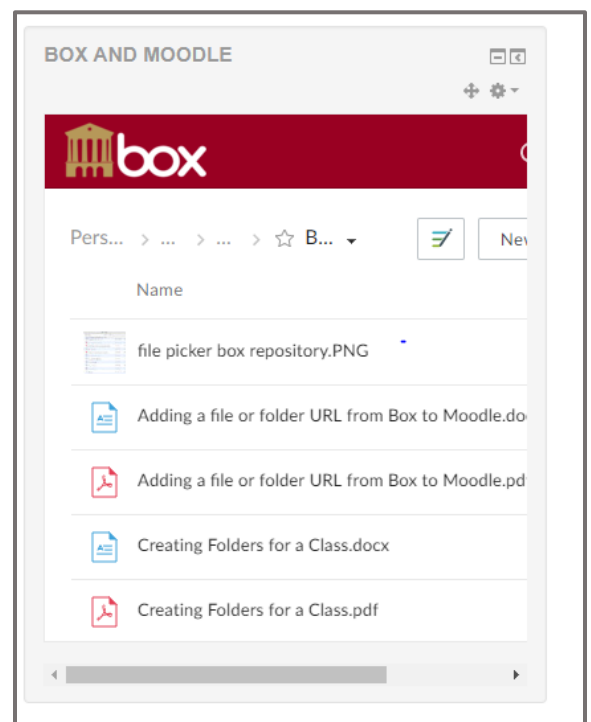 BOX AND MOODLE
box
Pers... > ... > ... > ☆ B...
Name
file picker box repository.PNG
Adding a file or folder URL from Box to Moodle.do
Adding a file or folder URL from Box to Moodle.pd
Creating Folders for a Class.docx
Creating Folders for a Class.pdf